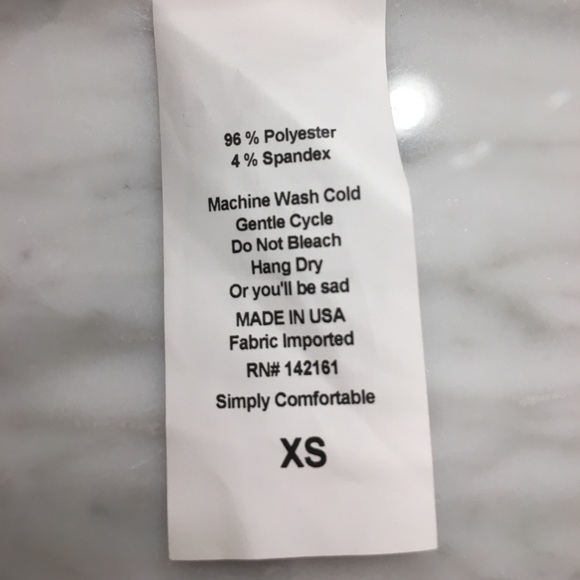 96 % Polyester
4 % Spandex
Machine Wash Cold
Gentle Cycle
Do Not Bleach
Hang Dry
Or you'll be sad
MADE IN USA
Fabric Imported
RN# 142161
Simply Comfortable
XS